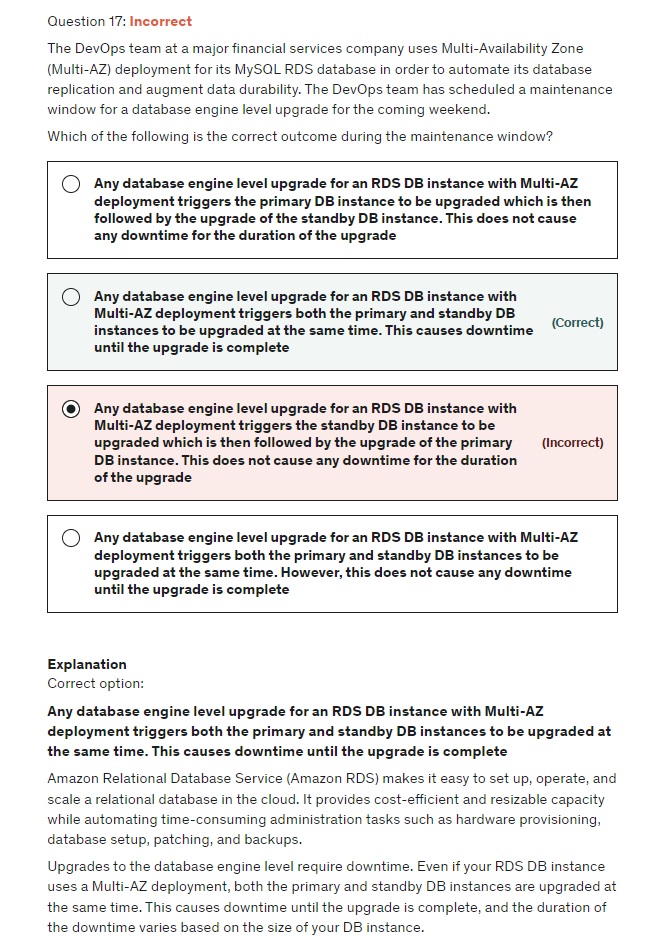 Question 17: Incorrect
The DevOps team at a major financial services company uses Multi-Availability Zone
(Multi-AZ) deployment for its MySQL RDS database in order to automate its database
replication and augment data durability. The DevOps team has scheduled a maintenance
window for a database engine level upgrade for the coming weekend.
Which of the following is the correct outcome during the maintenance window?
Any database engine level upgrade for an RDS DB instance with Multi-AZ
deployment triggers the primary DB instance to be upgraded which is then
followed by the upgrade of the standby DB instance. This does not cause
any downtime for the duration of the upgrade
Any database engine level upgrade for an RDS DB instance with
Multi-AZ deployment triggers both the primary and standby DB
instances to be upgraded at the same time. This causes downtime
until the upgrade is complete
(Correct)
Any database engine level upgrade for an RDS DB instance with
Multi-AZ deployment triggers the standby DB instance to be
upgraded which is then followed by the upgrade of the primary
DB instance. This does not cause any downtime for the duration
of the upgrade
(Incorrect)
Any database engine level upgrade for an RDS DB instance with Multi-AZ
deployment triggers both the primary and standby DB instances to be
upgraded at the same time. However, this does not cause any downtime
until the upgrade is complete
Explanation
Correct option:
Any database engine level upgrade for an RDS DB instance with Multi-AZ
deployment triggers both the primary and standby DB instances to be upgraded at
the same time. This causes downtime until the upgrade is complete
Amazon Relational Database Service (Amazon RDS) makes it easy to set up, operate, and
scale a relational database in the cloud. It provides cost-efficient and resizable capacity
while automating time-consuming administration tasks such as hardware provisioning,
database setup, patching, and backups.
Upgrades to the database engine level require downtime. Even if your RDS DB instance
uses a Multi-AZ deployment, both the primary and standby DB instances are upgraded at
the same time. This causes downtime until the upgrade is complete, and the duration of
the downtime varies based on the size of your DB instance.